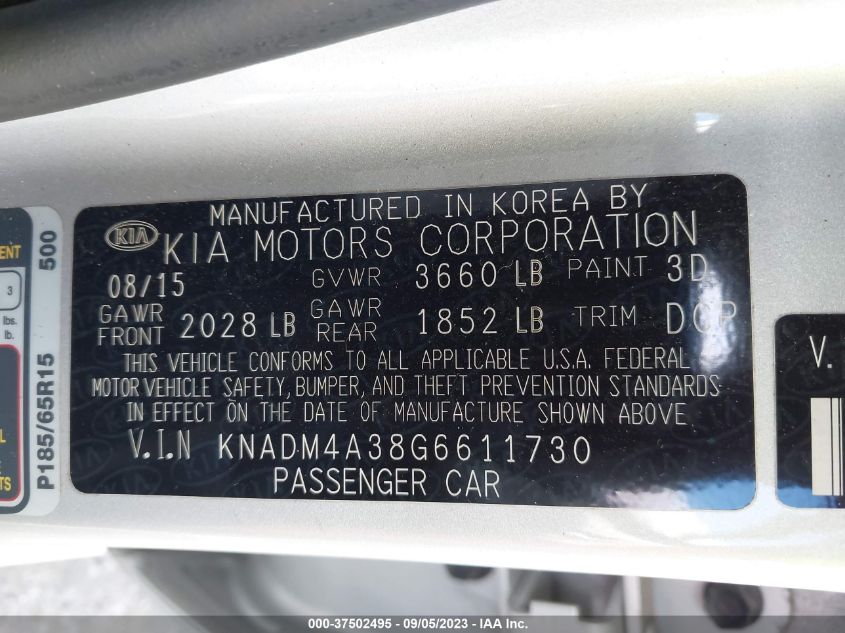 MANUFACTURED IN KOREA BY
KIA KIA MOTORS CORPORATION
08/15 GVWR 3660 LB PAINT 3D
GAWR FRONT 2028 LB GAWR REAR 1852 LB TRIM
THIS VEHICLE CONFORMS TO ALL APPLICABLE U.S.A. FEDERAL
MOTOR VEHICLE SAFETY, BUMPER, AND THEFT PREVENTION STANDARDS
IN EFFECT ON THE DATE OF MANUFACTURE SHOWN ABOVE
V.I.N KNADM4A38G6611730
PASSENGER CAR
P185/65R15 500
3
lbs.
lb.
V.
000-37502495 - 09/05/2023 - © IAA Inc.